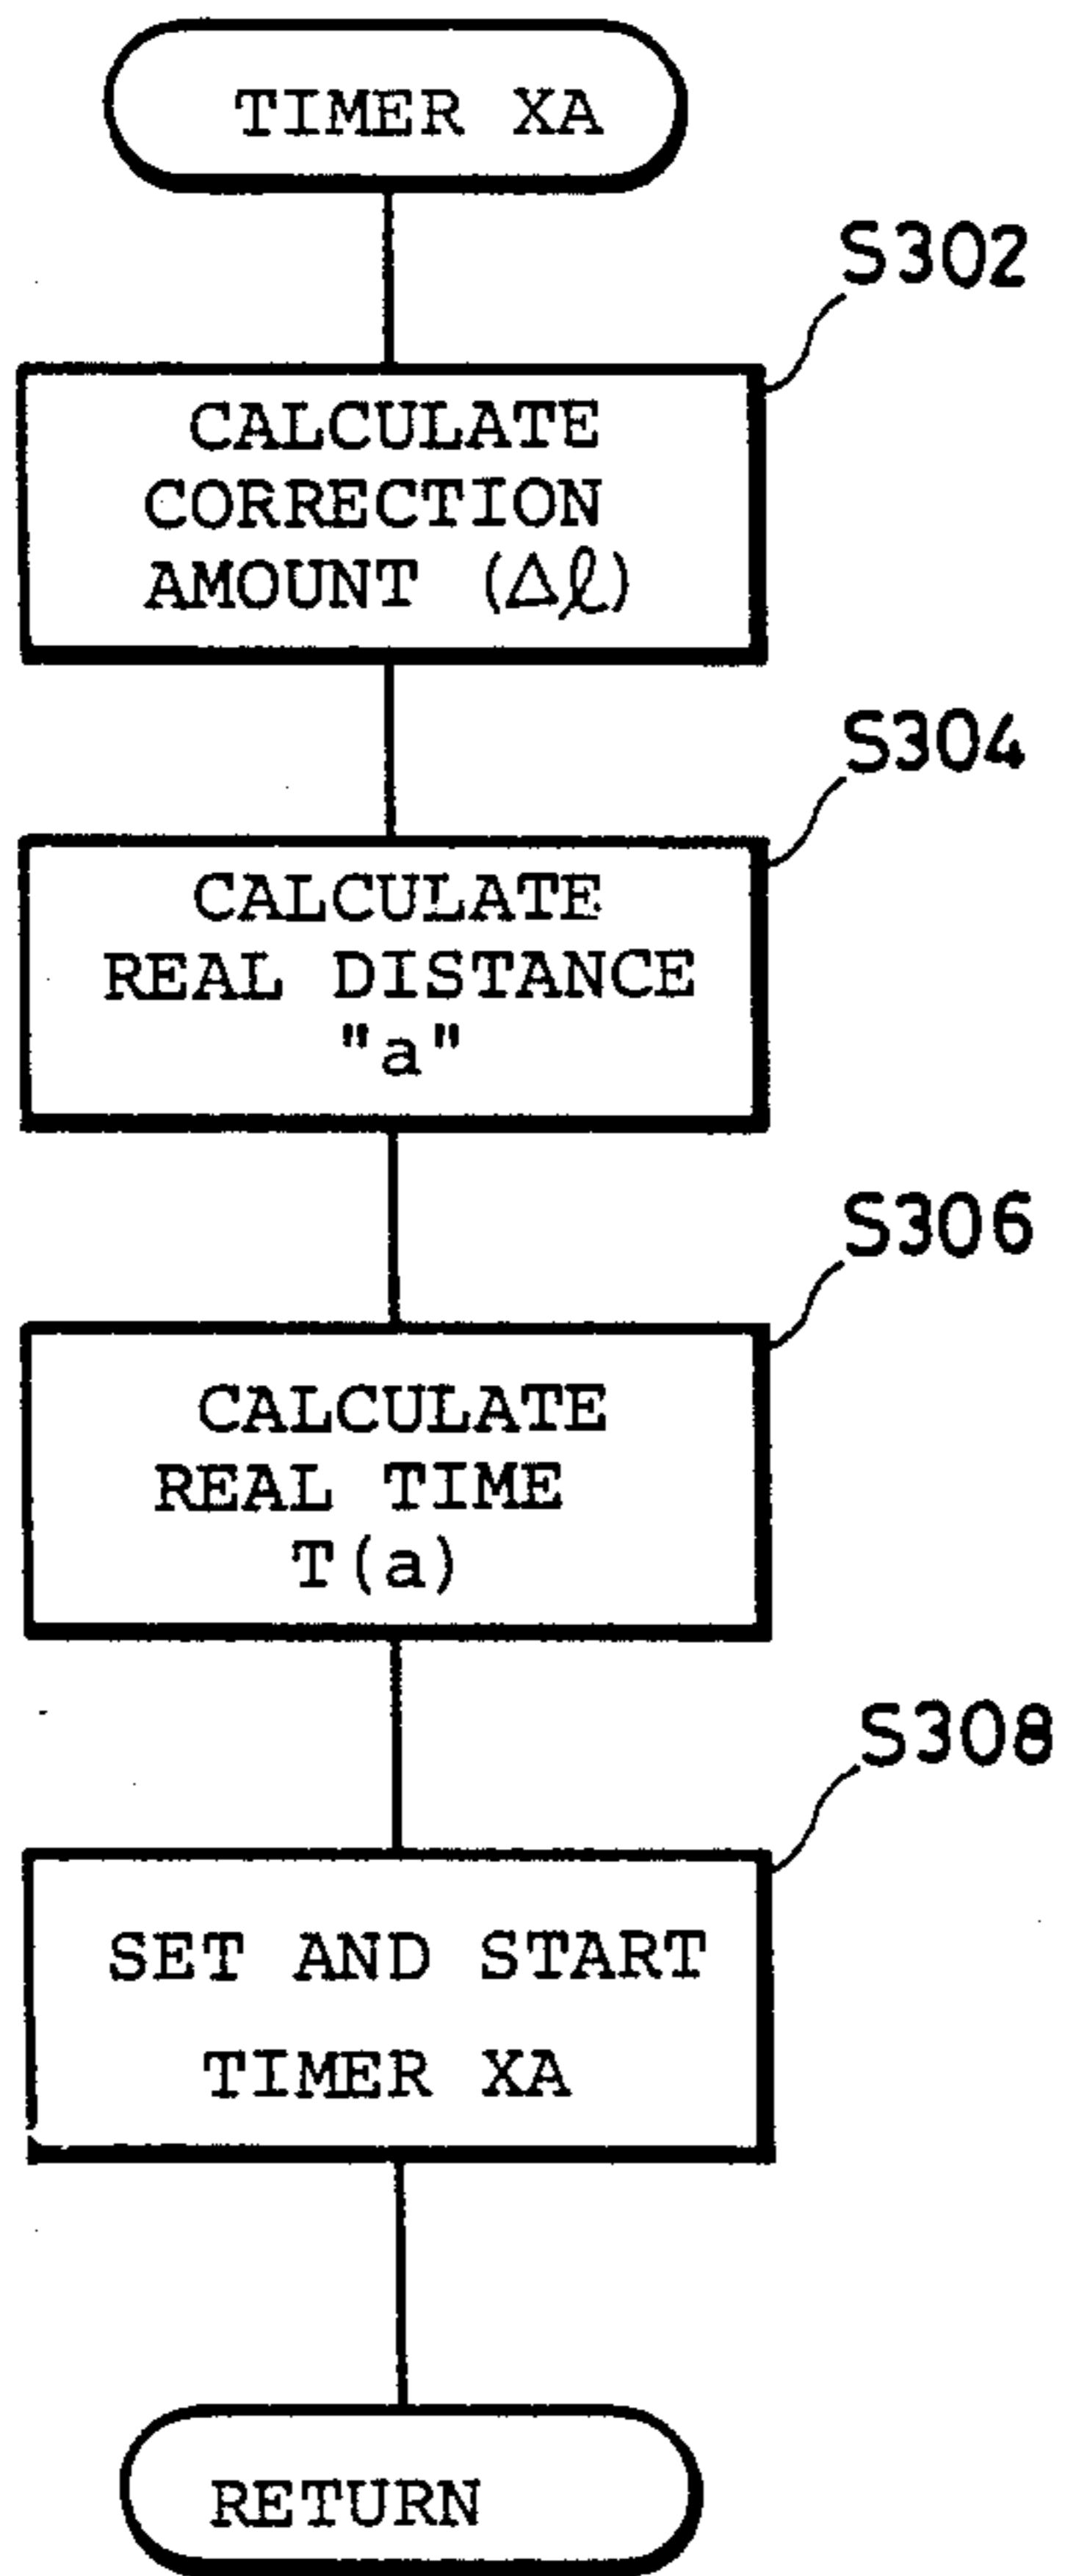 TIMER XA
S302
CALCULATE
CORRECTION
AMOUNT (Δℓ)
S304
CALCULATE
REAL DISTANCE
"a"
S306
CALCULATE
REAL TIME
T(a)
S308
SET AND START
TIMER XA
RETURN